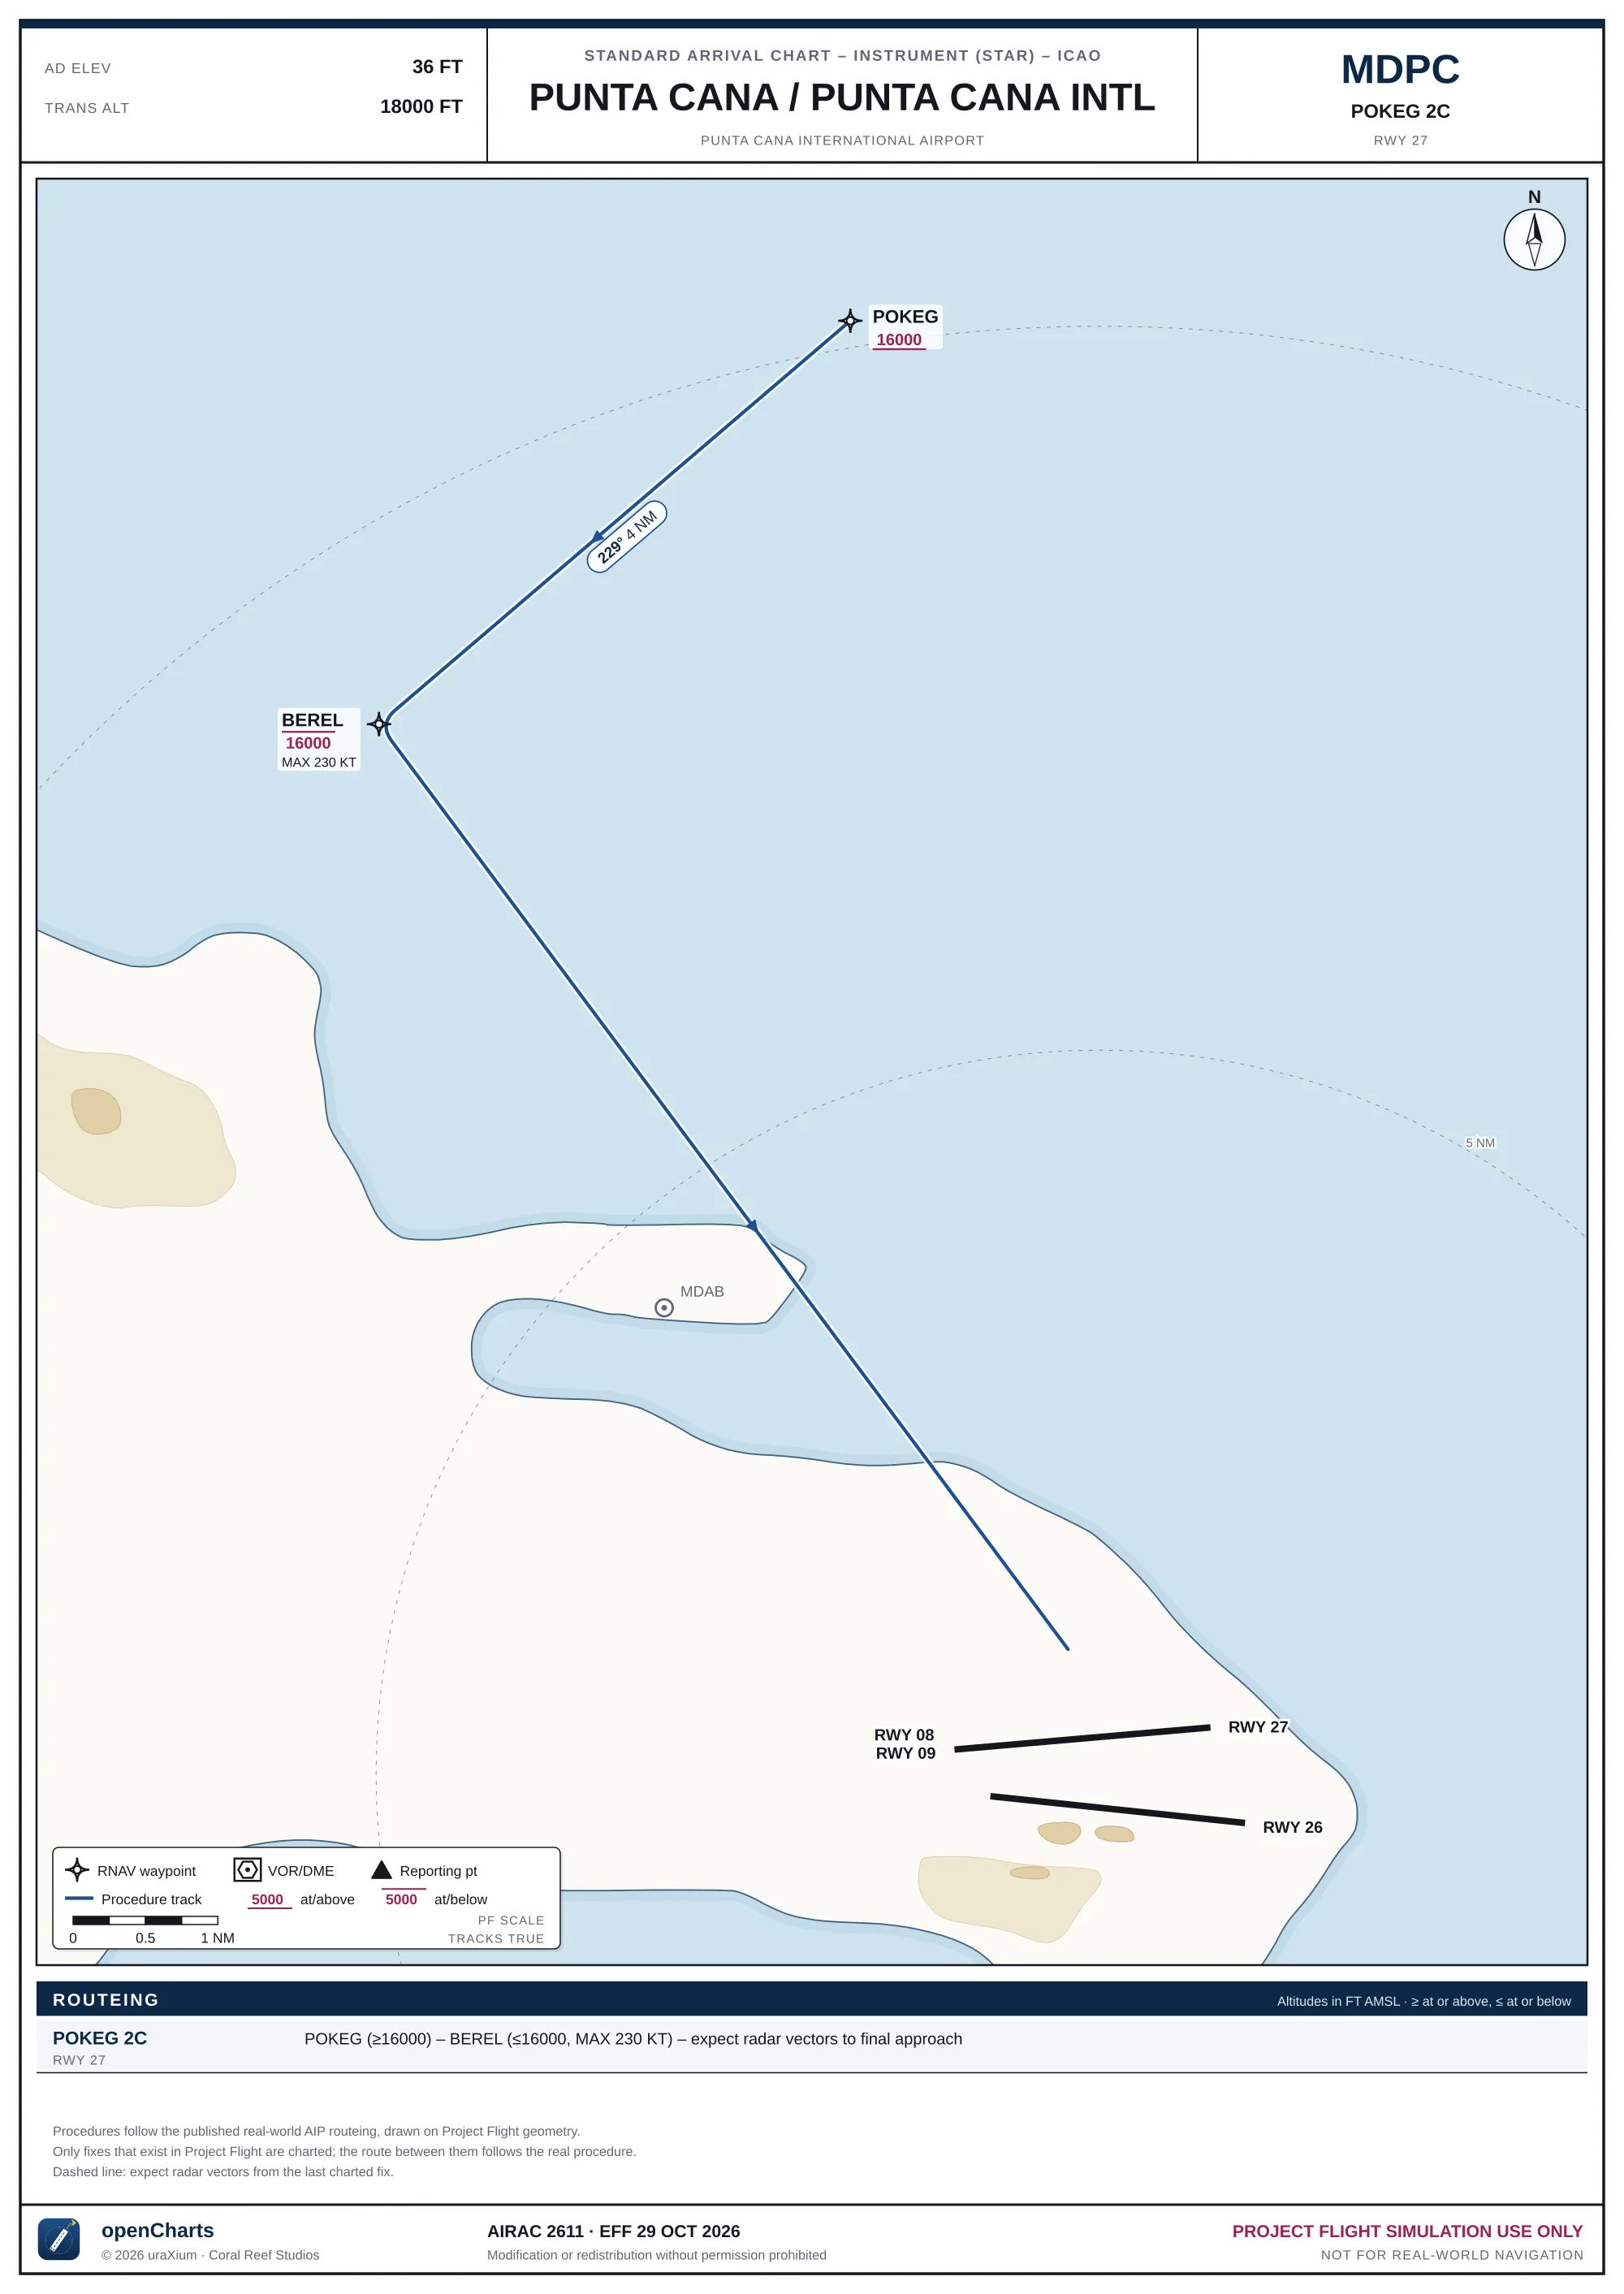 AD ELEV 36 FT
TRANS ALT 18000 FT
STANDARD ARRIVAL CHART – INSTRUMENT (STAR) – ICAO
PUNTA CANA / PUNTA CANA INTL
PUNTA CANA INTERNATIONAL AIRPORT
MDPC
POKEG 2C
RWY 27
N
POKEG
16000
229° 4 NM
BEREL
16000
MAX 230 KT
5 NM
MDAB
RWY 08
RWY 09
RWY 27
RWY 26
RNAV waypoint VOR/DME Reporting pt
Procedure track 5000 at/above 5000 at/below
PF SCALE
0 0.5 1 NM TRACKS TRUE
ROUTEING Altitudes in FT AMSL · ≥ at or above, ≤ at or below
POKEG 2C POKEG (≥16000) – BEREL (≤16000, MAX 230 KT) – expect radar vectors to final approach
RWY 27
Procedures follow the published real-world AIP routeing, drawn on Project Flight geometry.
Only fixes that exist in Project Flight are charted; the route between them follows the real procedure.
Dashed line: expect radar vectors from the last charted fix.
openCharts
© 2026 uraXium · Coral Reef Studios
AIRAC 2611 · EFF 29 OCT 2026
Modification or redistribution without permission prohibited
PROJECT FLIGHT SIMULATION USE ONLY
NOT FOR REAL-WORLD NAVIGATION